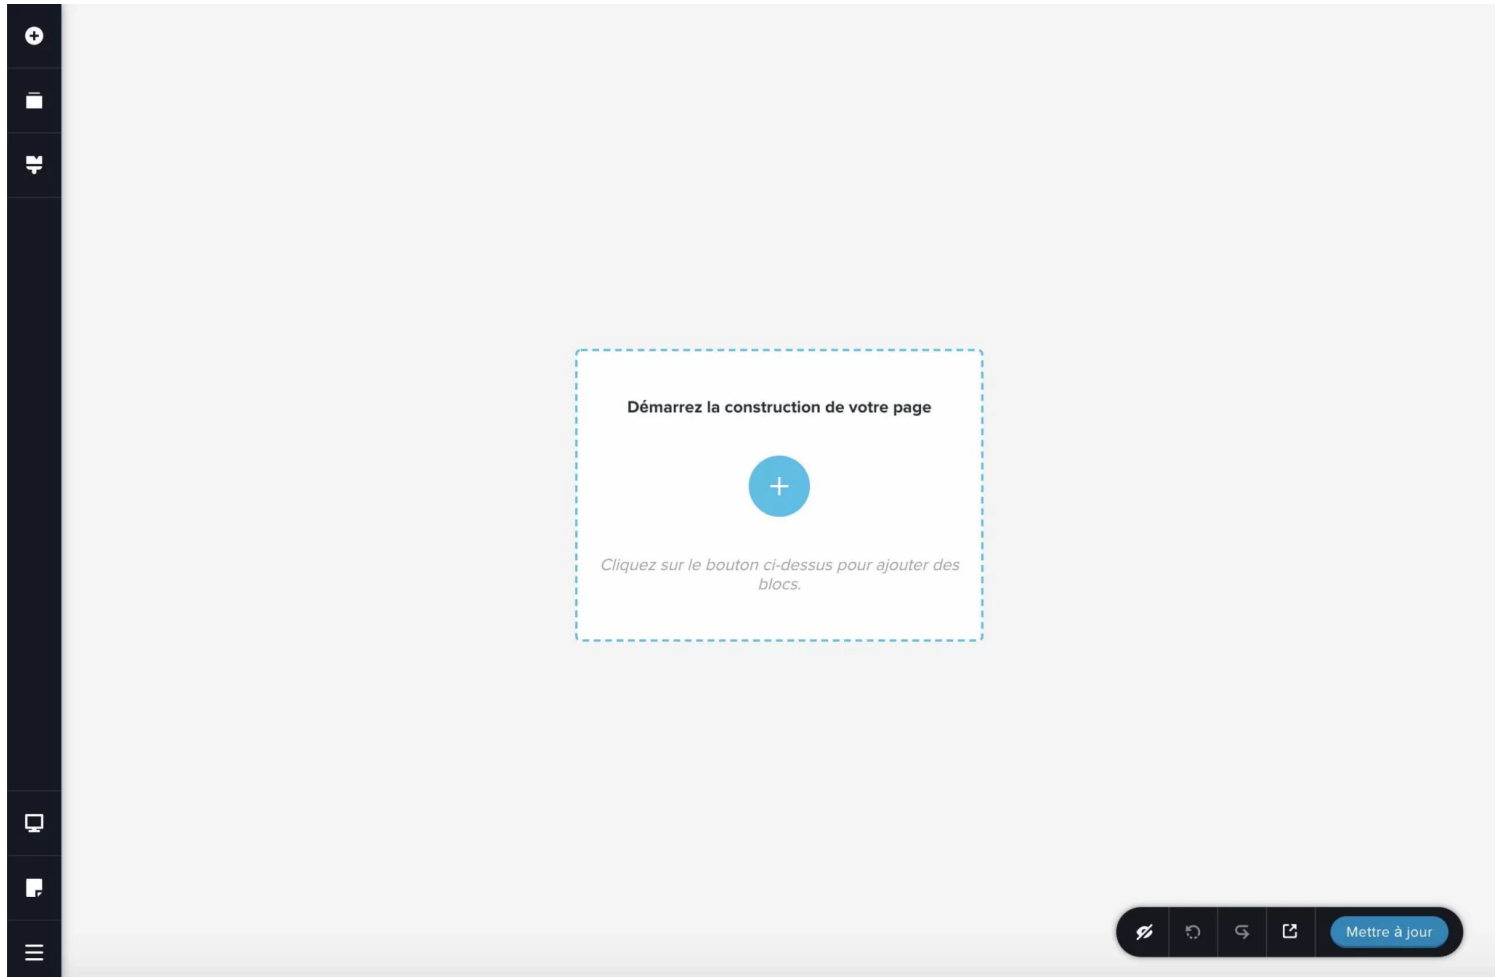 Démarrez la construction de votre page
Cliquez sur le bouton ci-dessus pour ajouter des
blocs.
Mettre à jour